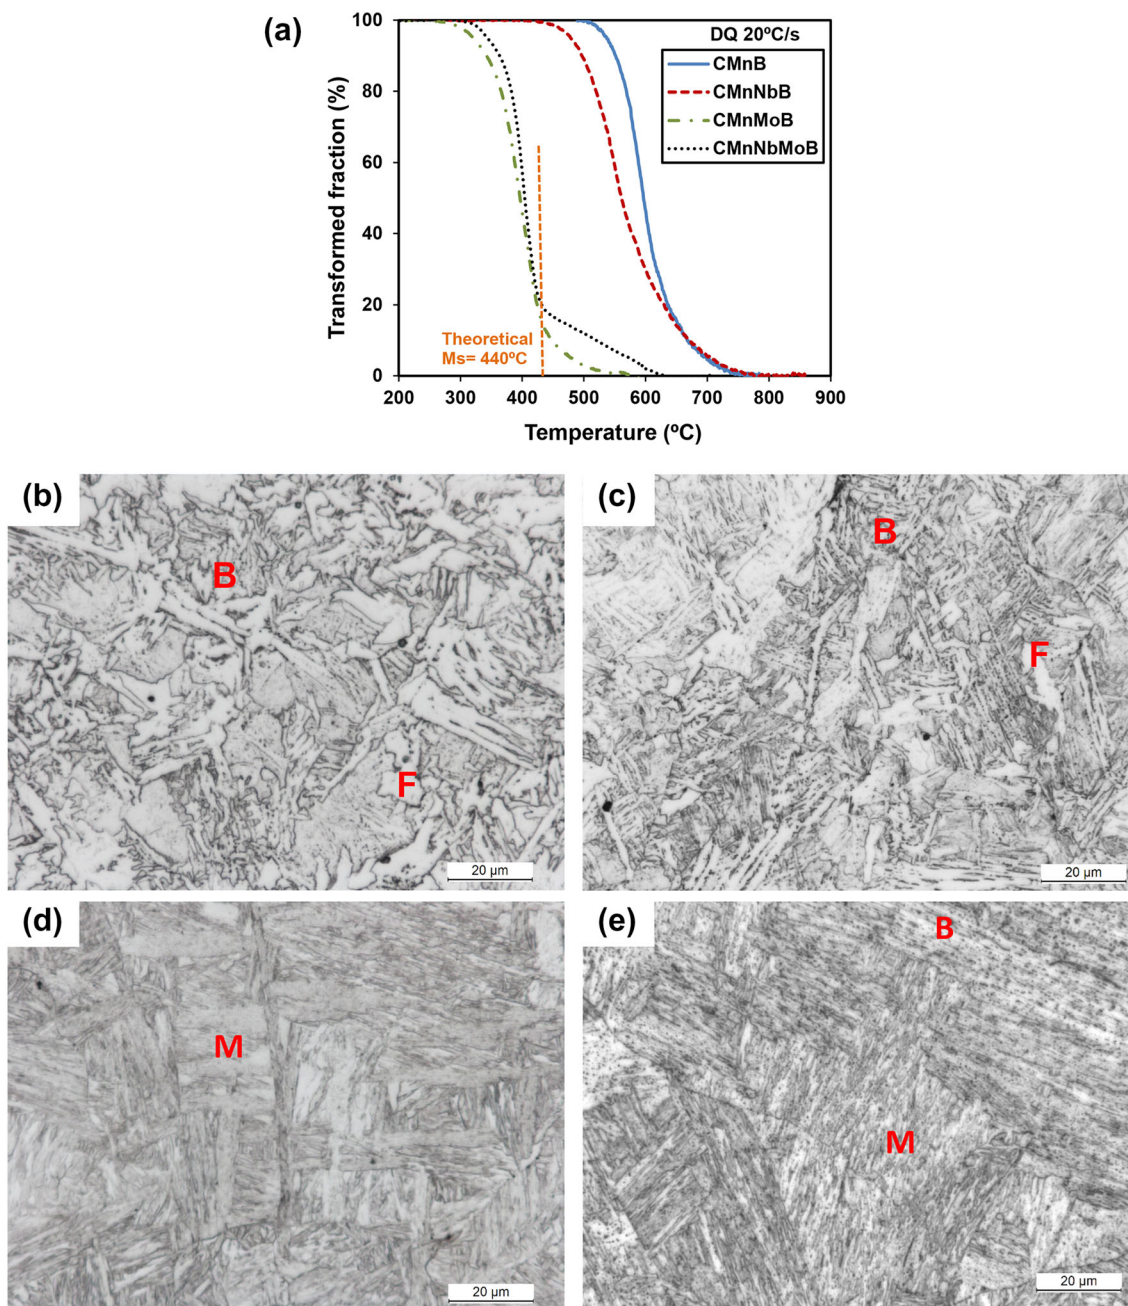 (a)
DQ 20ºC/s
CMnB
CMnNbB
CMnMoB
CMnNbMoB
Transformed fraction (%)
100
80
60
40
20
0
Theoretical
Ms= 440ºC
200 300 400 500 600 700 800 900
Temperature (ºC)
(b)
B
F
20 µm
(c)
B
F
20 µm
(d)
M
20 µm
(e)
B
M
20 µm